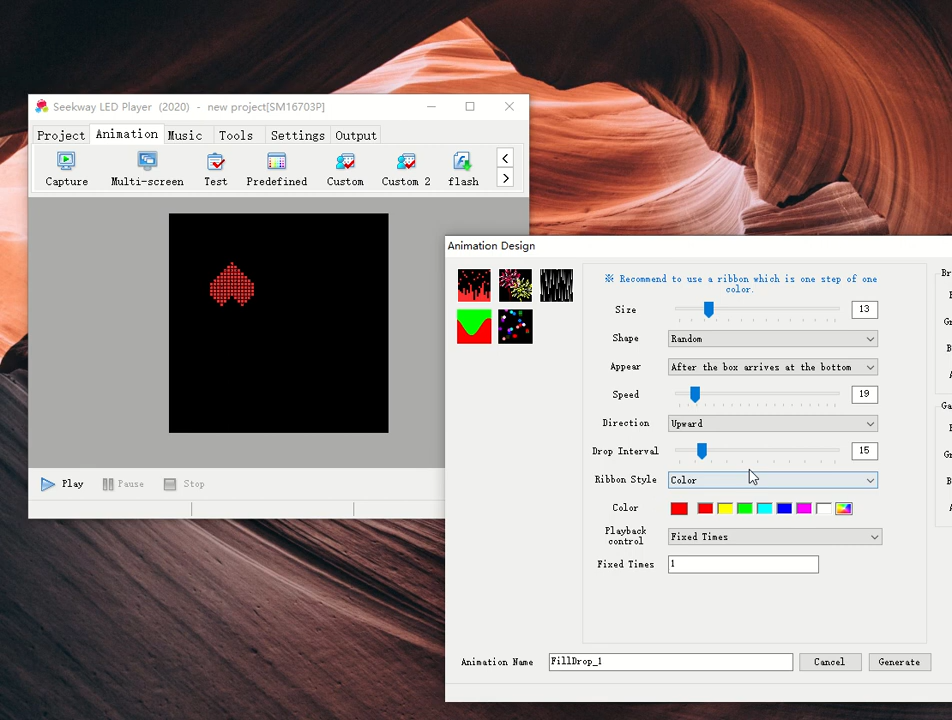 Seekway LED Player (2020) - new project[SM16703P]
Project Animation Music Tools Settings Output
Capture Multi-screen Test Predefined Custom Custom 2 flash
Play Pause Stop
Animation Design
※ Recommend to use a ribbon which is one step of one
color.
Size 13
Shape Random
Appear After the box arrives at the bottom
Speed 19
Direction Upward
Drop Interval 15
Ribbon Style Color
Color
Playback
control Fixed Times
Fixed Times 1
Animation Name FillDrop_1 Cancel Generate